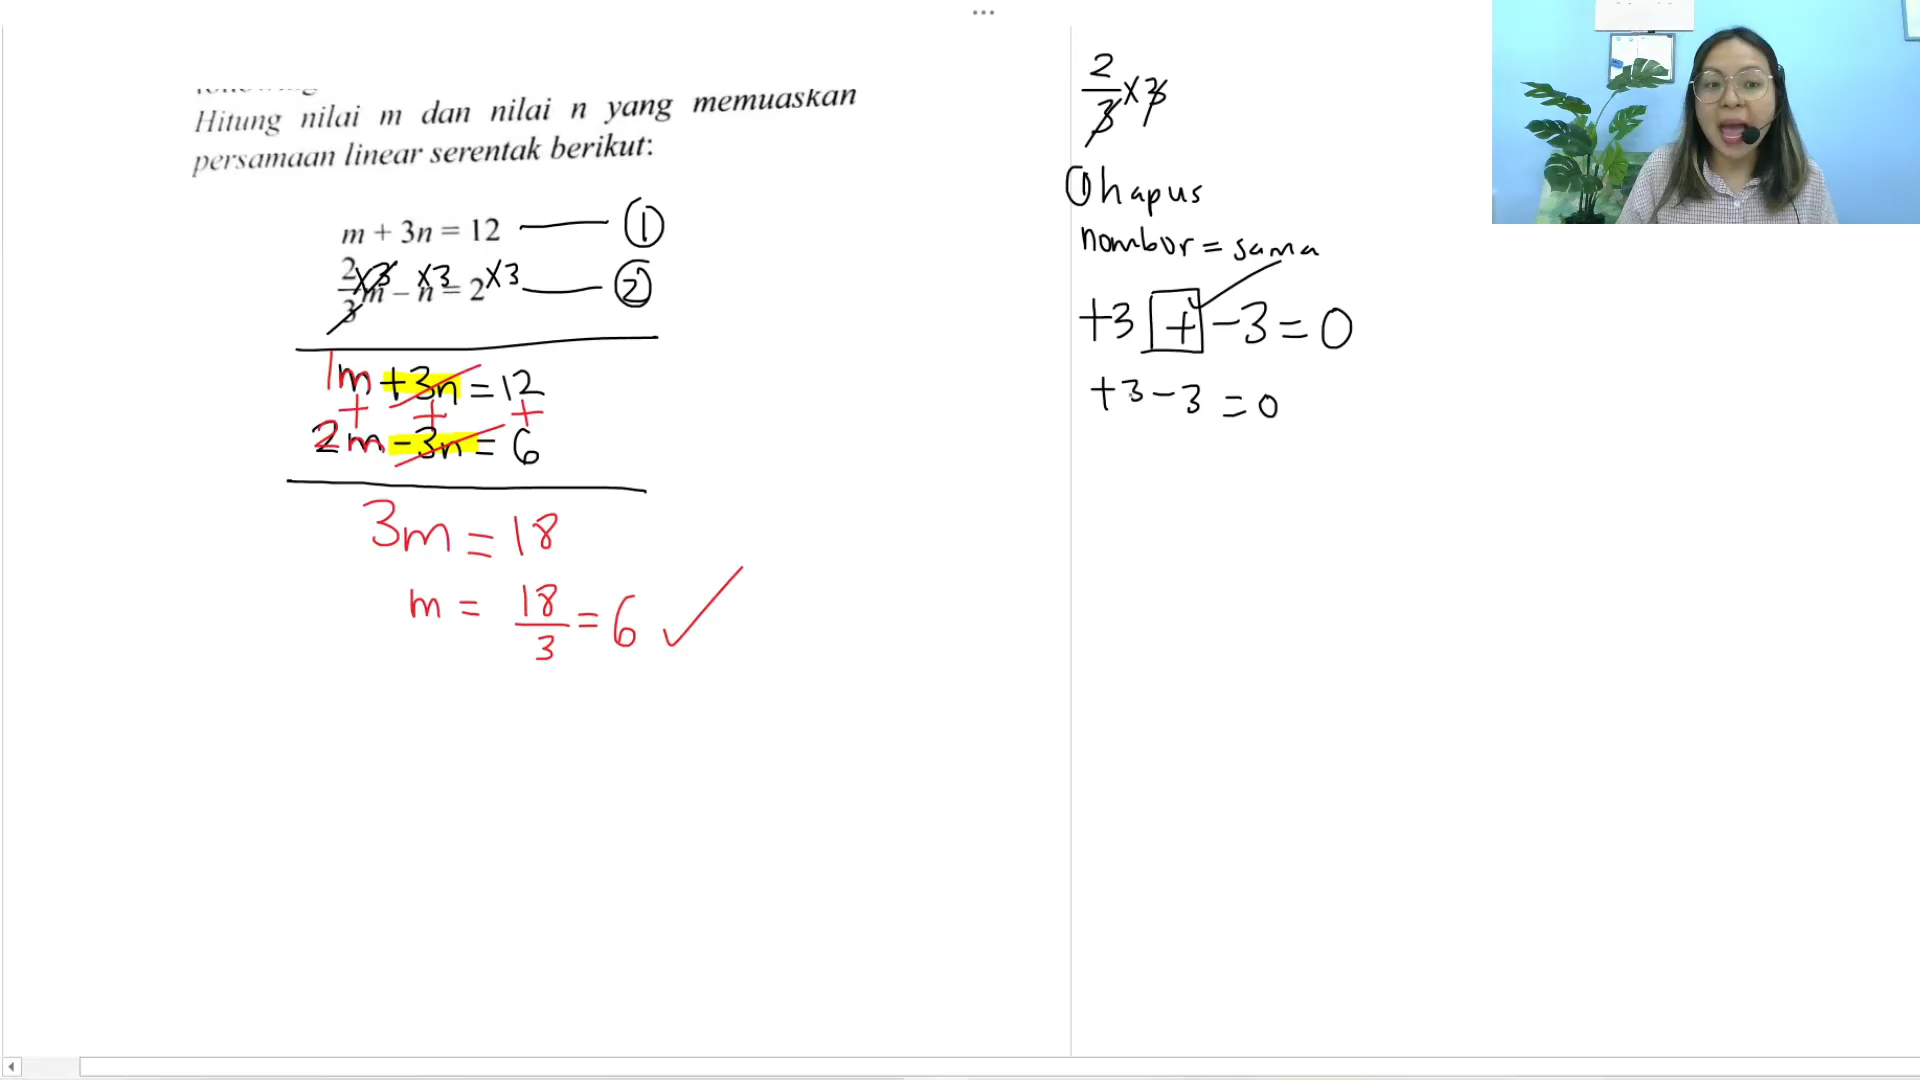 Hitung nilai m dan nilai n yang memuaskan
persamaan linear serentak berikut:
m + 3n = 12 ——— ①
2/3 ×3 m – n ×3 = 2 ×3 ——— ②
1m +3n = 12
+ + +
2m -3n = 6
3m = 18
m = 18/3 = 6 ✓
2/3 × 3
① hapus
nombor = sama
+3 + -3 = 0
+3 - 3 = 0